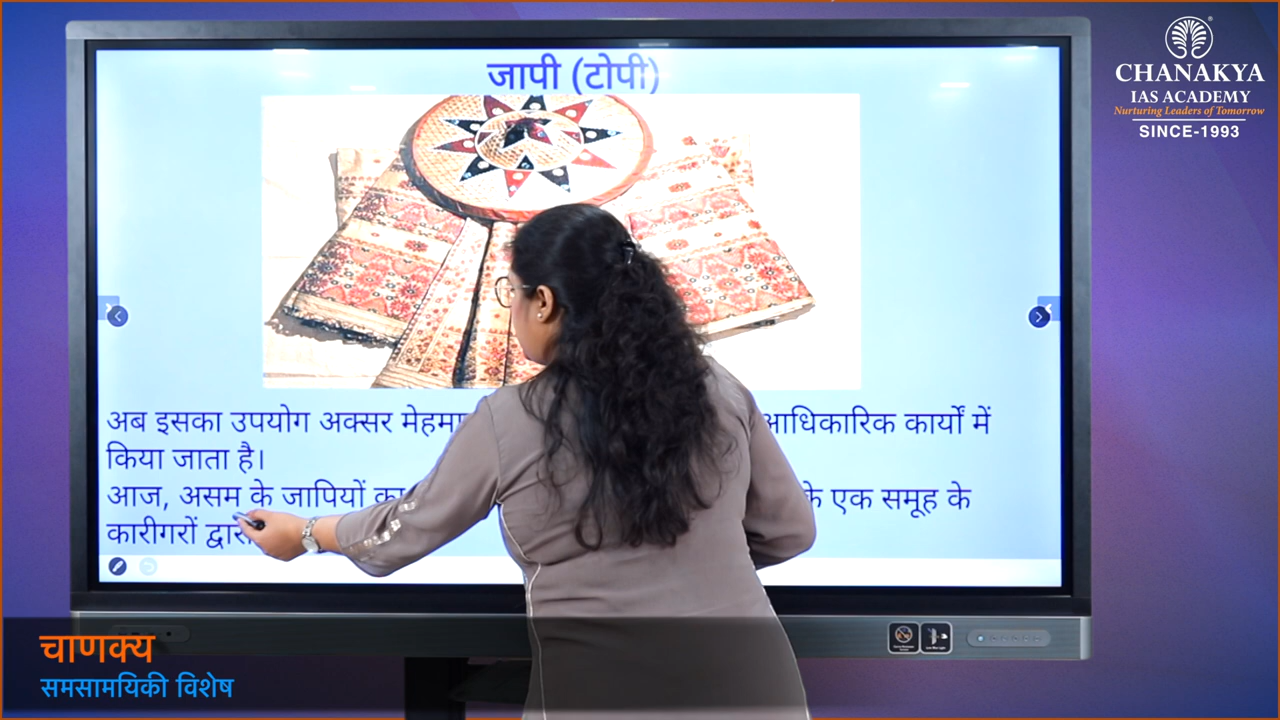 जापी (टोपी)
CHANAKYA
IAS ACADEMY
Nurturing Leaders of Tomorrow
SINCE-1993
अब इसका उपयोग अक्सर आधिकारिक कार्यों में
किया जाता है।
आज, असम के जापियों का के एक समूह के
कारीगरों द्वारा
चाणक्य
समसामयिकी विशेष